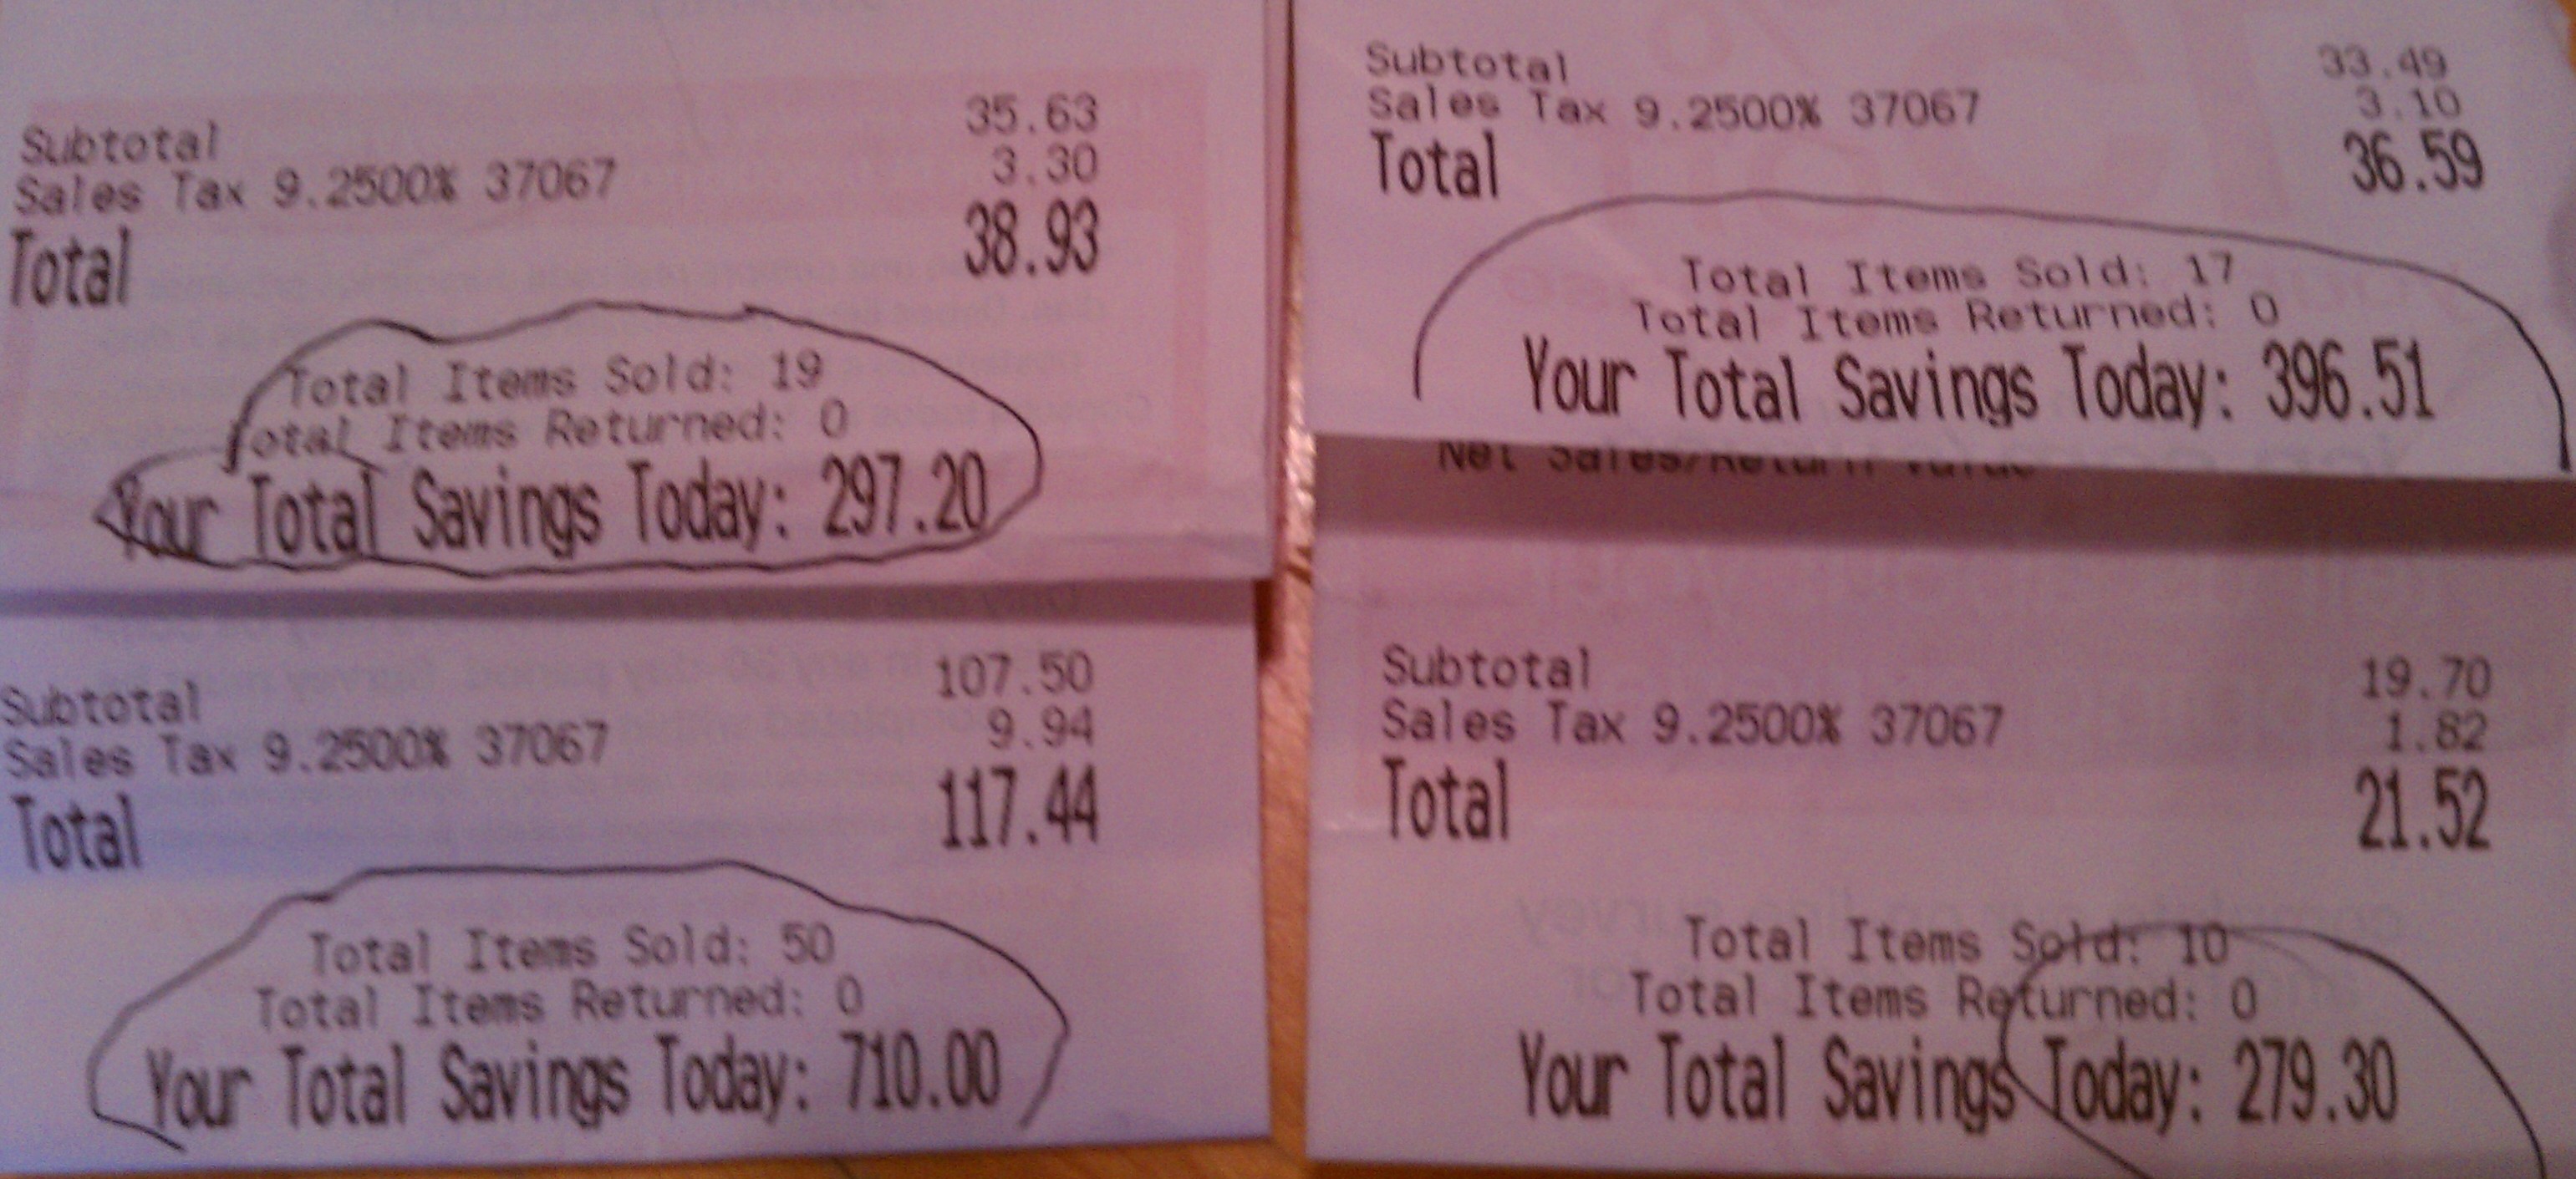 Subtotal 35.63
Sales Tax 9.2500% 37067 3.30
Total 38.93
Total Items Sold: 19
Total Items Returned: 0
Your Total Savings Today: 297.20
Subtotal 33.49
Sales Tax 9.2500% 37067 3.10
Total 36.59
Total Items Sold: 17
Total Items Returned: 0
Your Total Savings Today: 396.51
Net Sales/Return Value
Subtotal 107.50
Sales Tax 9.2500% 37067 9.94
Total 117.44
Total Items Sold: 50
Total Items Returned: 0
Your Total Savings Today: 710.00
Subtotal 19.70
Sales Tax 9.2500% 37067 1.82
Total 21.52
Total Items Sold: 10
Total Items Returned: 0
Your Total Savings Today: 279.30